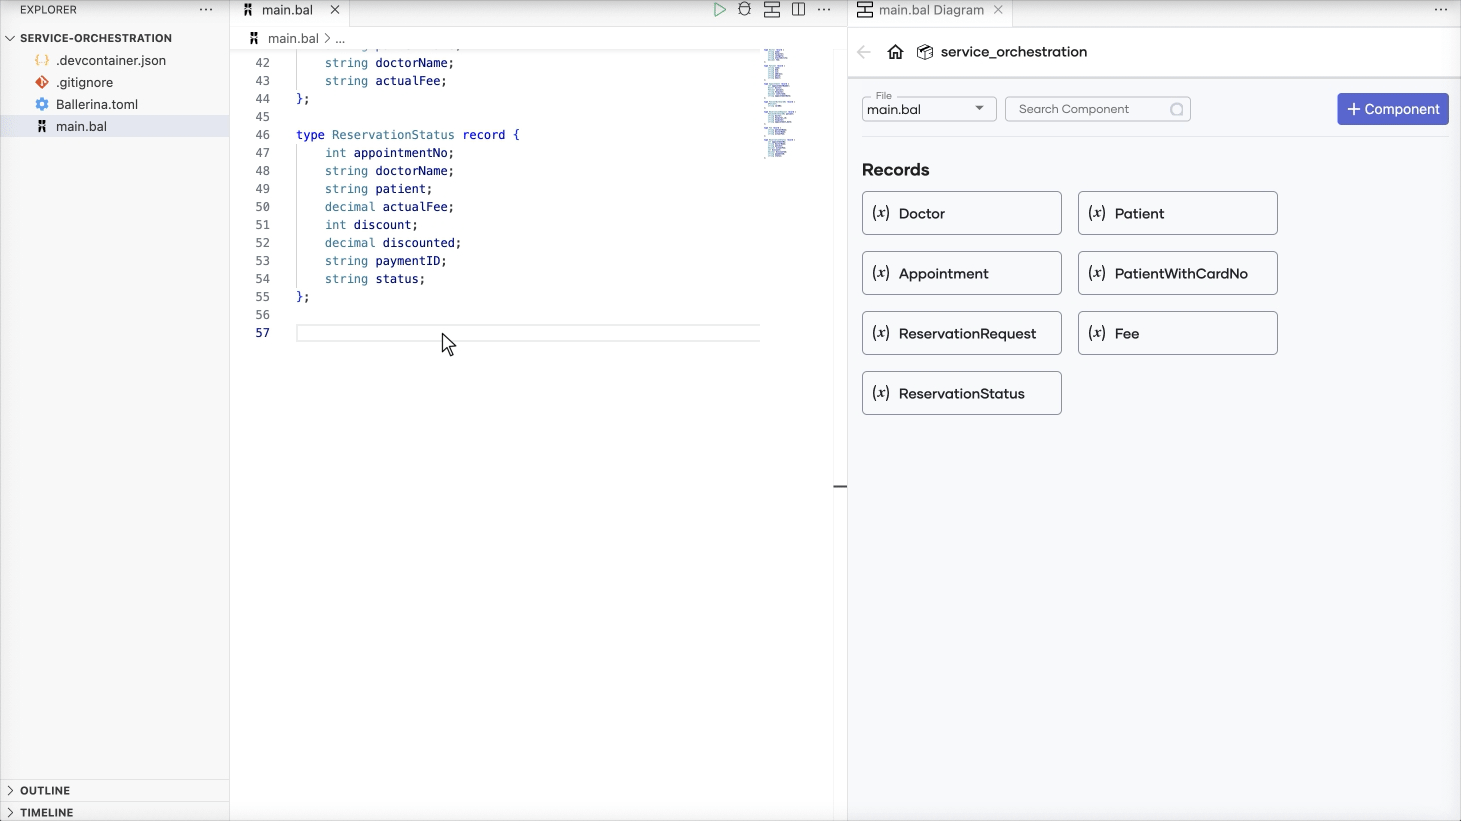 EXPLORER
SERVICE-ORCHESTRATION
.devcontainer.json
.gitignore
Ballerina.toml
main.bal
OUTLINE
TIMELINE
main.bal
main.bal > ...
42 string doctorName;
43 string actualFee;
44 };
45
46 type ReservationStatus record {
47 int appointmentNo;
48 string doctorName;
49 string patient;
50 decimal actualFee;
51 int discount;
52 decimal discounted;
53 string paymentID;
54 string status;
55 };
56
57
main.bal Diagram
service_orchestration
File
main.bal
Search Component
+ Component
Records
(x) Doctor
(x) Patient
(x) Appointment
(x) PatientWithCardNo
(x) ReservationRequest
(x) Fee
(x) ReservationStatus